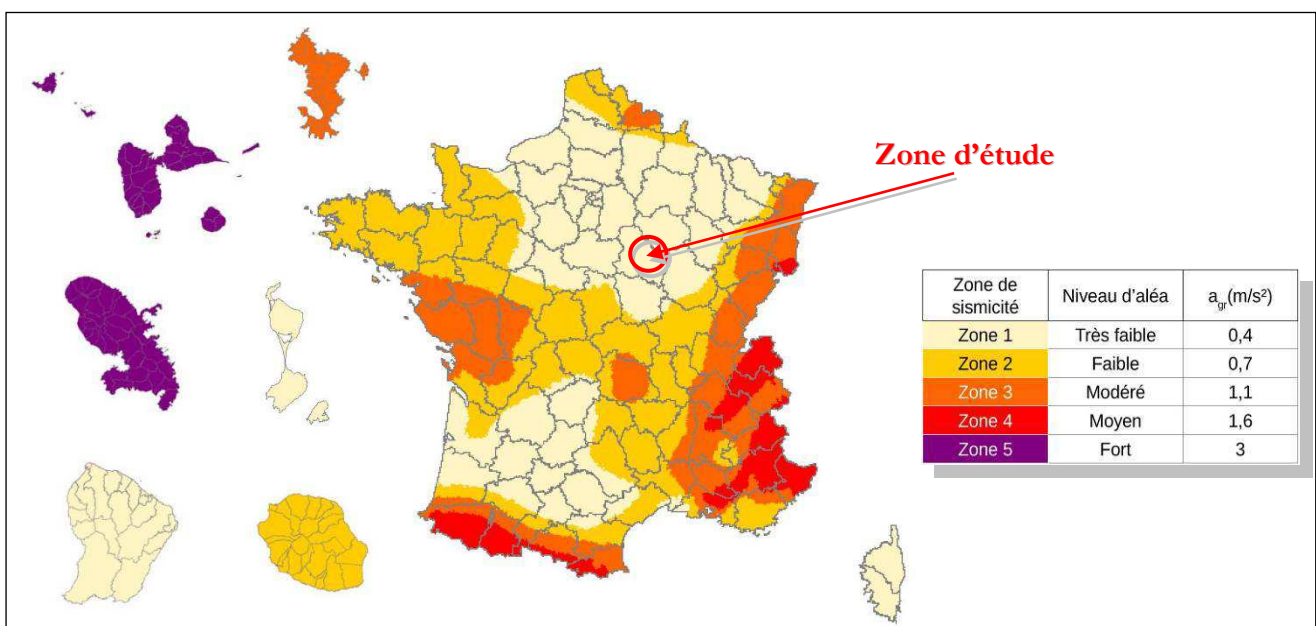 Zone d’étude
Zone de sismicité Niveau d’aléa a_gr(m/s²)
Zone 1 Très faible 0,4
Zone 2 Faible 0,7
Zone 3 Modéré 1,1
Zone 4 Moyen 1,6
Zone 5 Fort 3